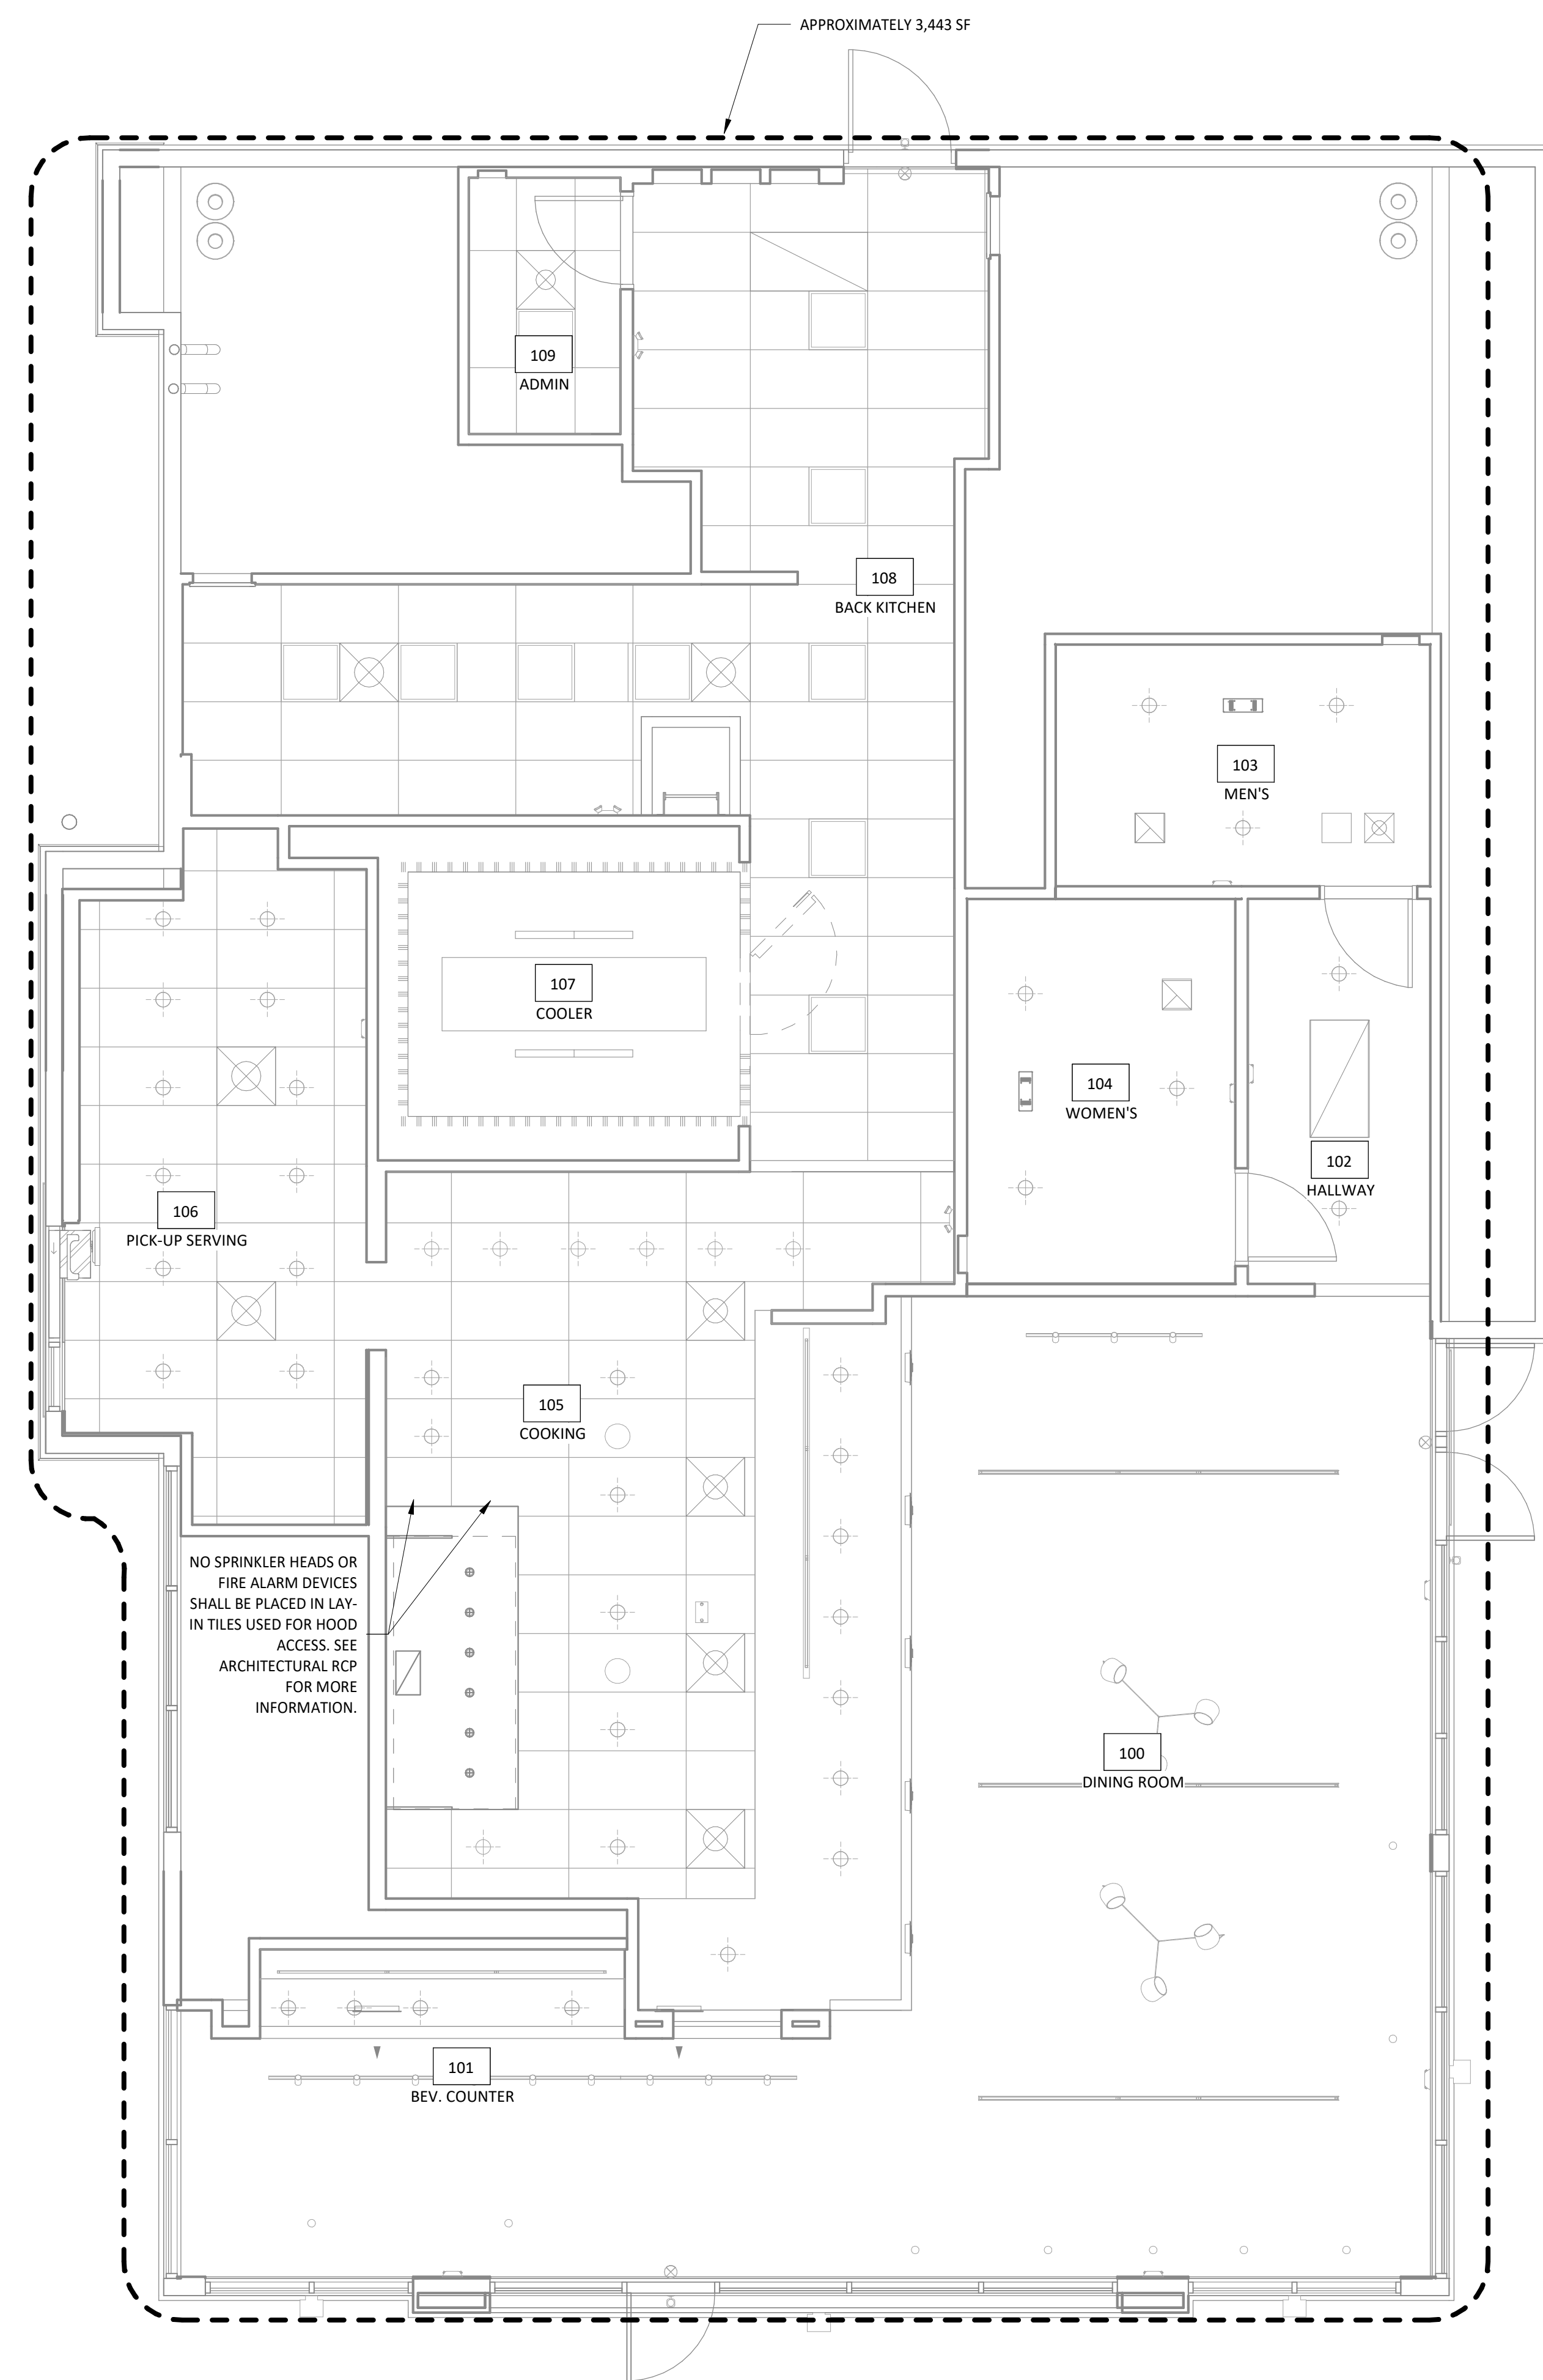 APPROXIMATELY 3,443 SF
109
ADMIN
108
BACK KITCHEN
103
MEN'S
107
COOLER
104
WOMEN'S
102
HALLWAY
106
PICK-UP SERVING
105
COOKING
NO SPRINKLER HEADS OR
FIRE ALARM DEVICES
SHALL BE PLACED IN LAY-
IN TILES USED FOR HOOD
ACCESS. SEE
ARCHITECTURAL RCP
FOR MORE
INFORMATION.
100
DINING ROOM
101
BEV. COUNTER